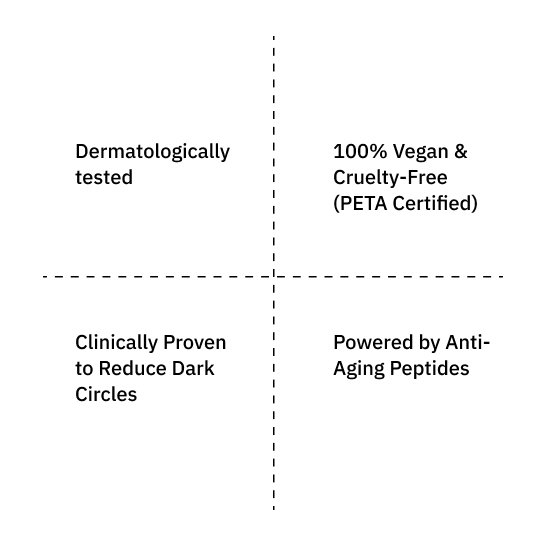 Dermatologically
tested
100% Vegan &
Cruelty-Free
(PETA Certified)
Clinically Proven
to Reduce Dark
Circles
Powered by Anti-
Aging Peptides